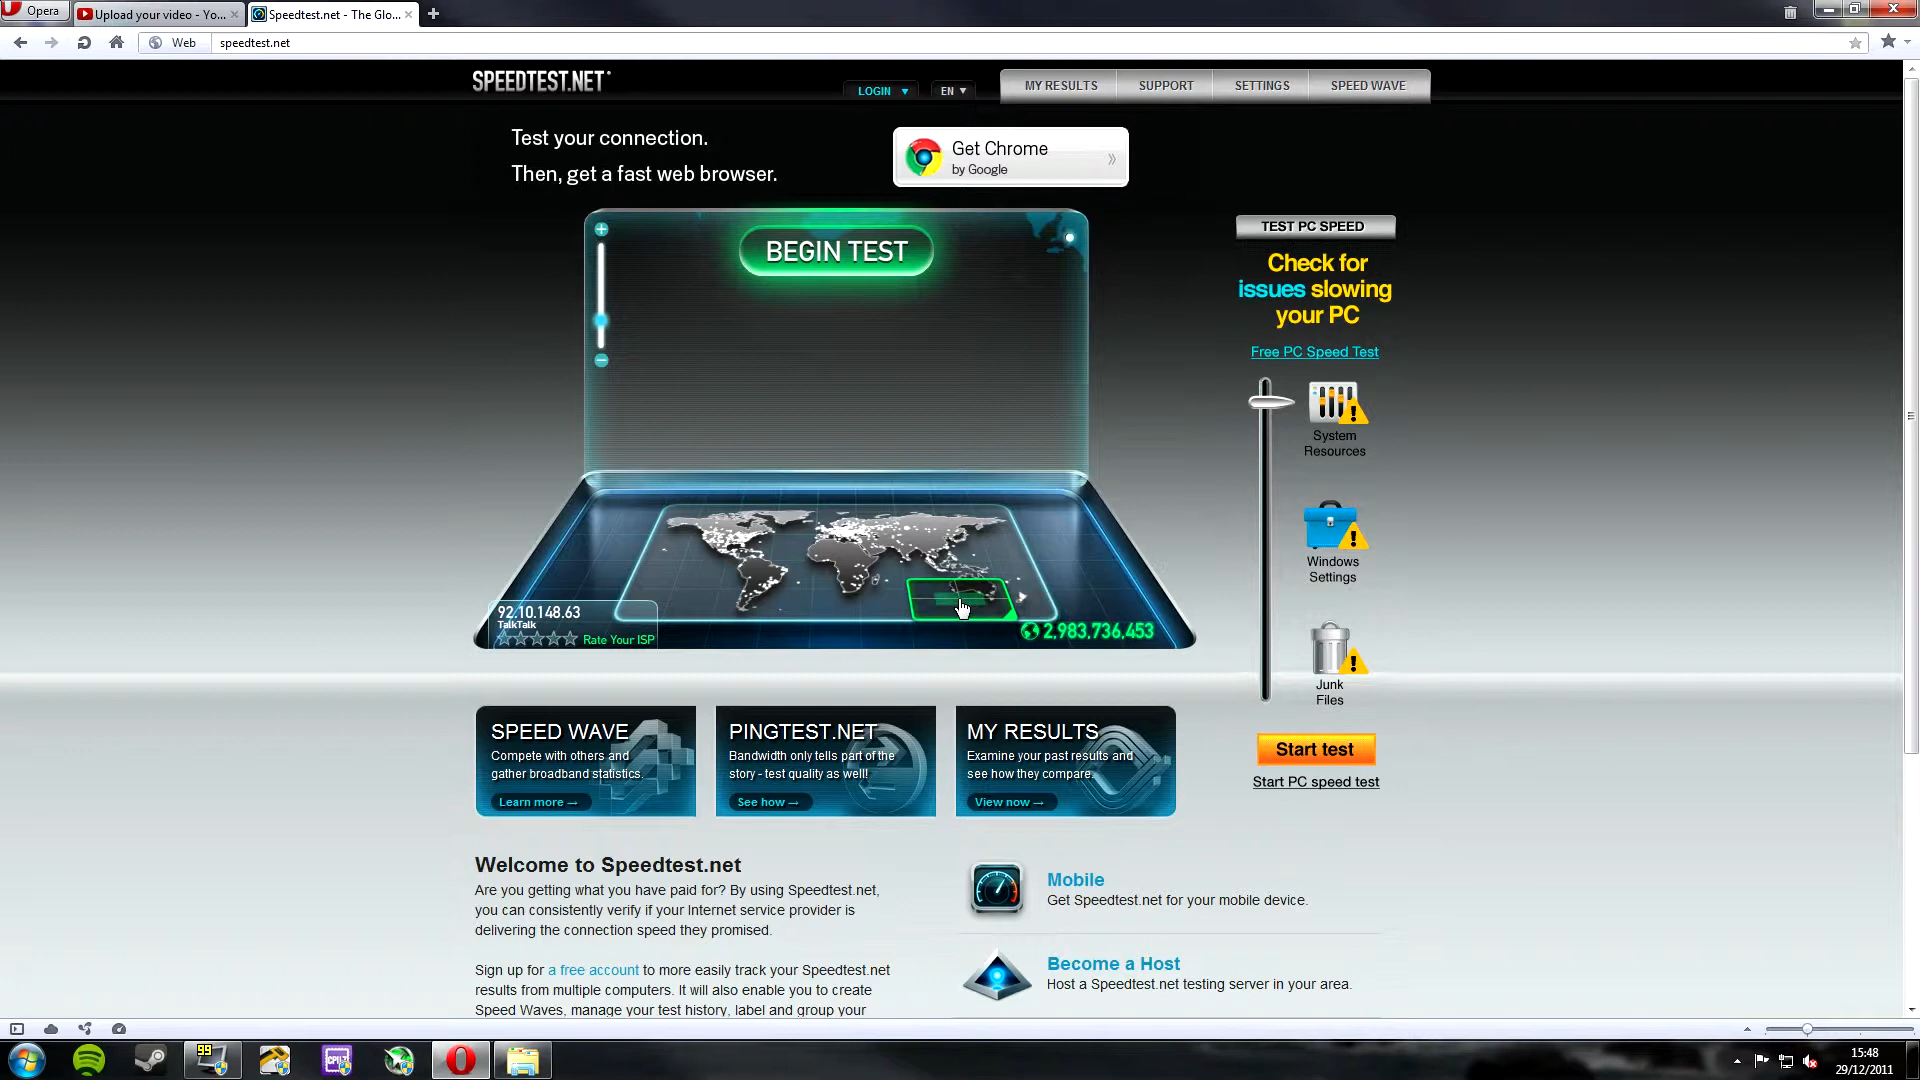 Opera
Upload your video - Yo...
Speedtest.net - The Glo...
Web
speedtest.net
SPEEDTEST.NET
LOGIN
EN
MY RESULTS
SUPPORT
SETTINGS
SPEED WAVE
Test your connection.
Then, get a fast web browser.
Get Chrome
by Google
BEGIN TEST
TEST PC SPEED
Check for
issues slowing
your PC
Free PC Speed Test
System
Resources
Windows
Settings
Junk
Files
Start test
Start PC speed test
92.10.148.63
TalkTalk
Rate Your ISP
2,983,736,453
SPEED WAVE
Compete with others and
gather broadband statistics.
Learn more →
PINGTEST.NET
Bandwidth only tells part of the
story - test quality as well!
See how →
MY RESULTS
Examine your past results and
see how they compare.
View now →
Welcome to Speedtest.net
Are you getting what you have paid for? By using Speedtest.net,
you can consistently verify if your Internet service provider is
delivering the connection speed they promised.
Sign up for a free account to more easily track your Speedtest.net
results from multiple computers. It will also enable you to create
Speed Waves, manage your test history, label and group your
Mobile
Get Speedtest.net for your mobile device.
Become a Host
Host a Speedtest.net testing server in your area.
99
15:48
29/12/2011